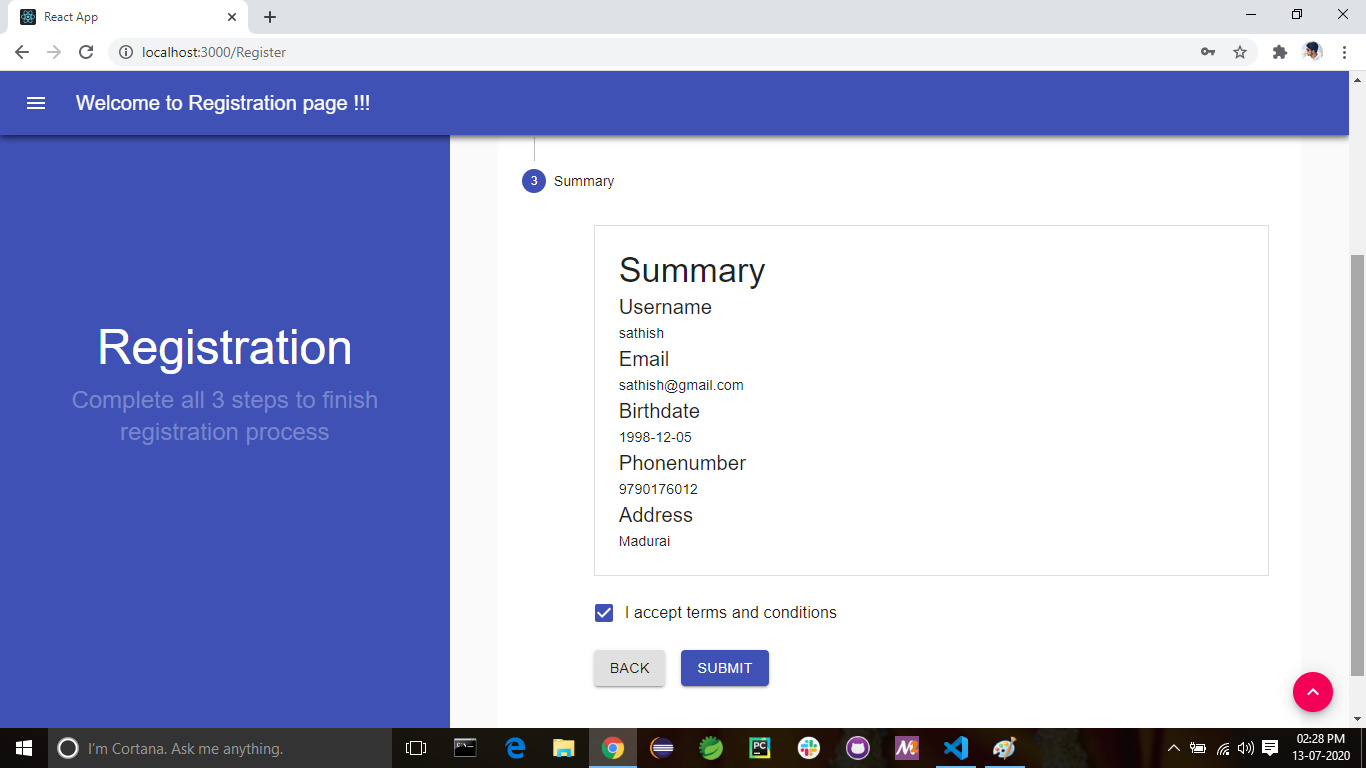 React App
localhost:3000/Register
Welcome to Registration page !!!
Registration
Complete all 3 steps to finish
registration process
3 Summary
Summary
Username
sathish
Email
sathish@gmail.com
Birthdate
1998-12-05
Phonenumber
9790176012
Address
Madurai
I accept terms and conditions
BACK SUBMIT
I'm Cortana. Ask me anything.
PC
02:28 PM
13-07-2020